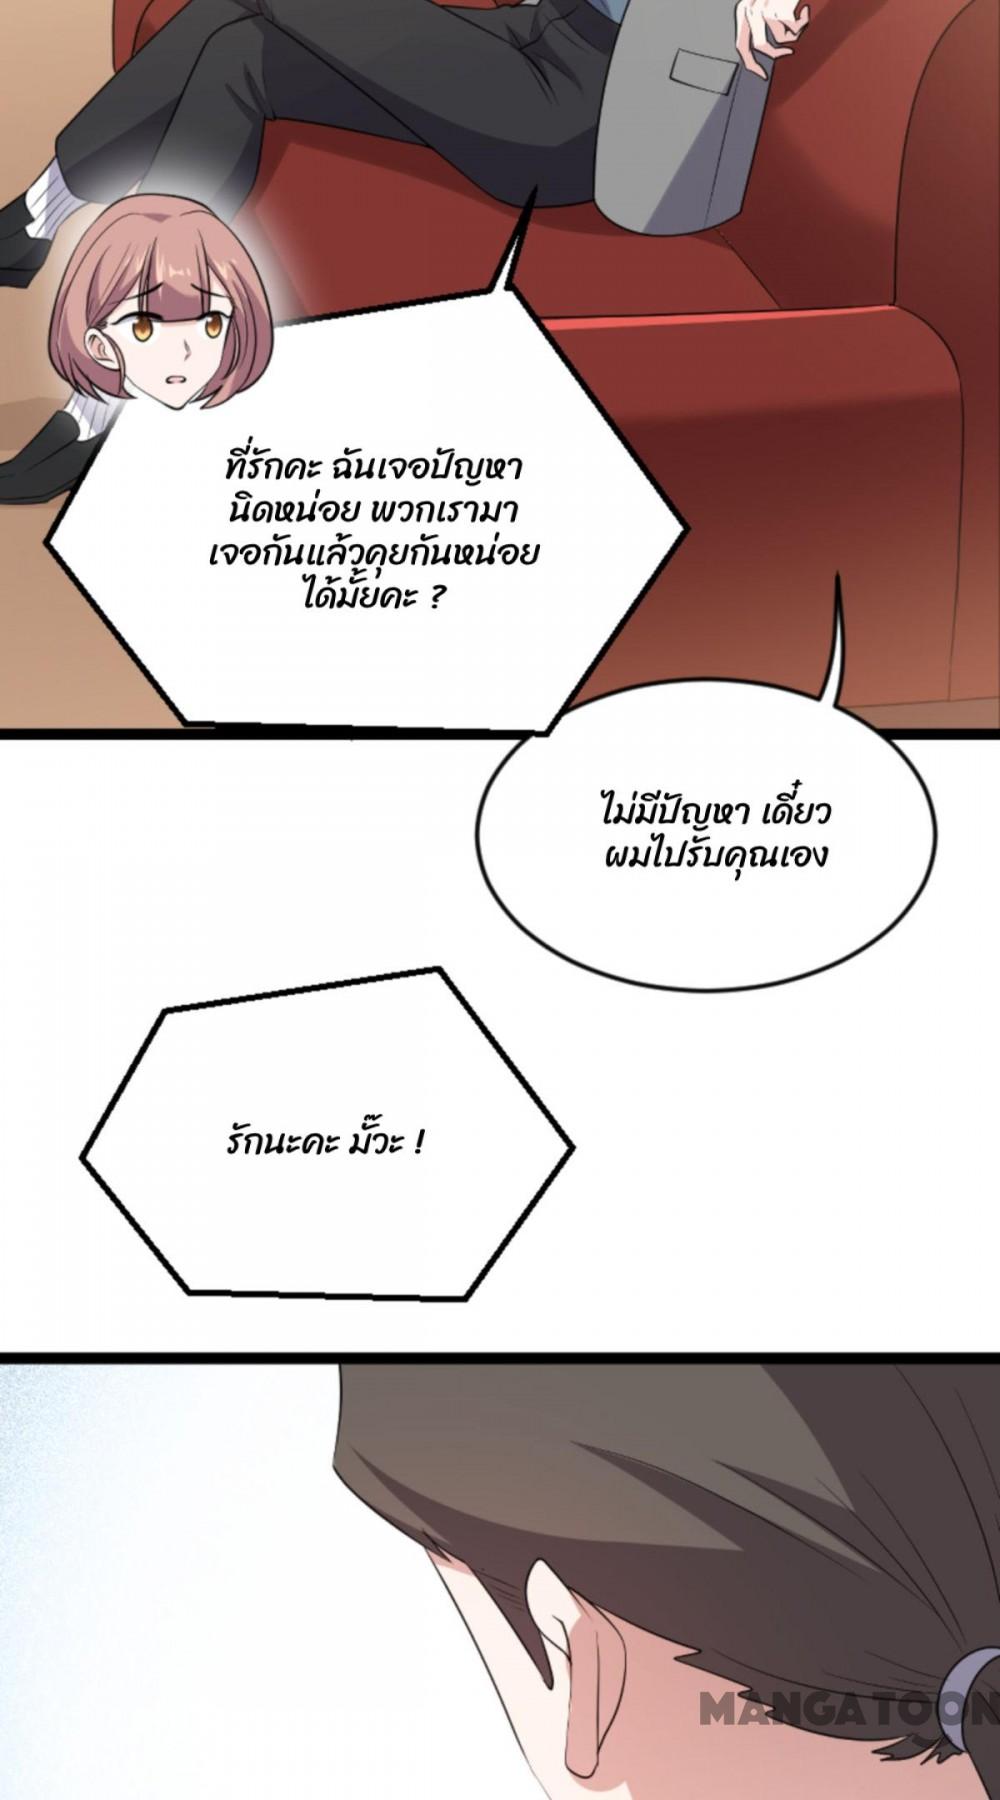 ที่รักคะ ฉันเจอปัญหา
นิดหน่อย พวกเรามา
เจอกันแล้วคุยกันหน่อย
ได้มั้ยคะ ?
ไม่มีปัญหา เดี๋ยว
ผมไปรับคุณเอง
รักนะคะ มั๊วะ !
MANGATOON